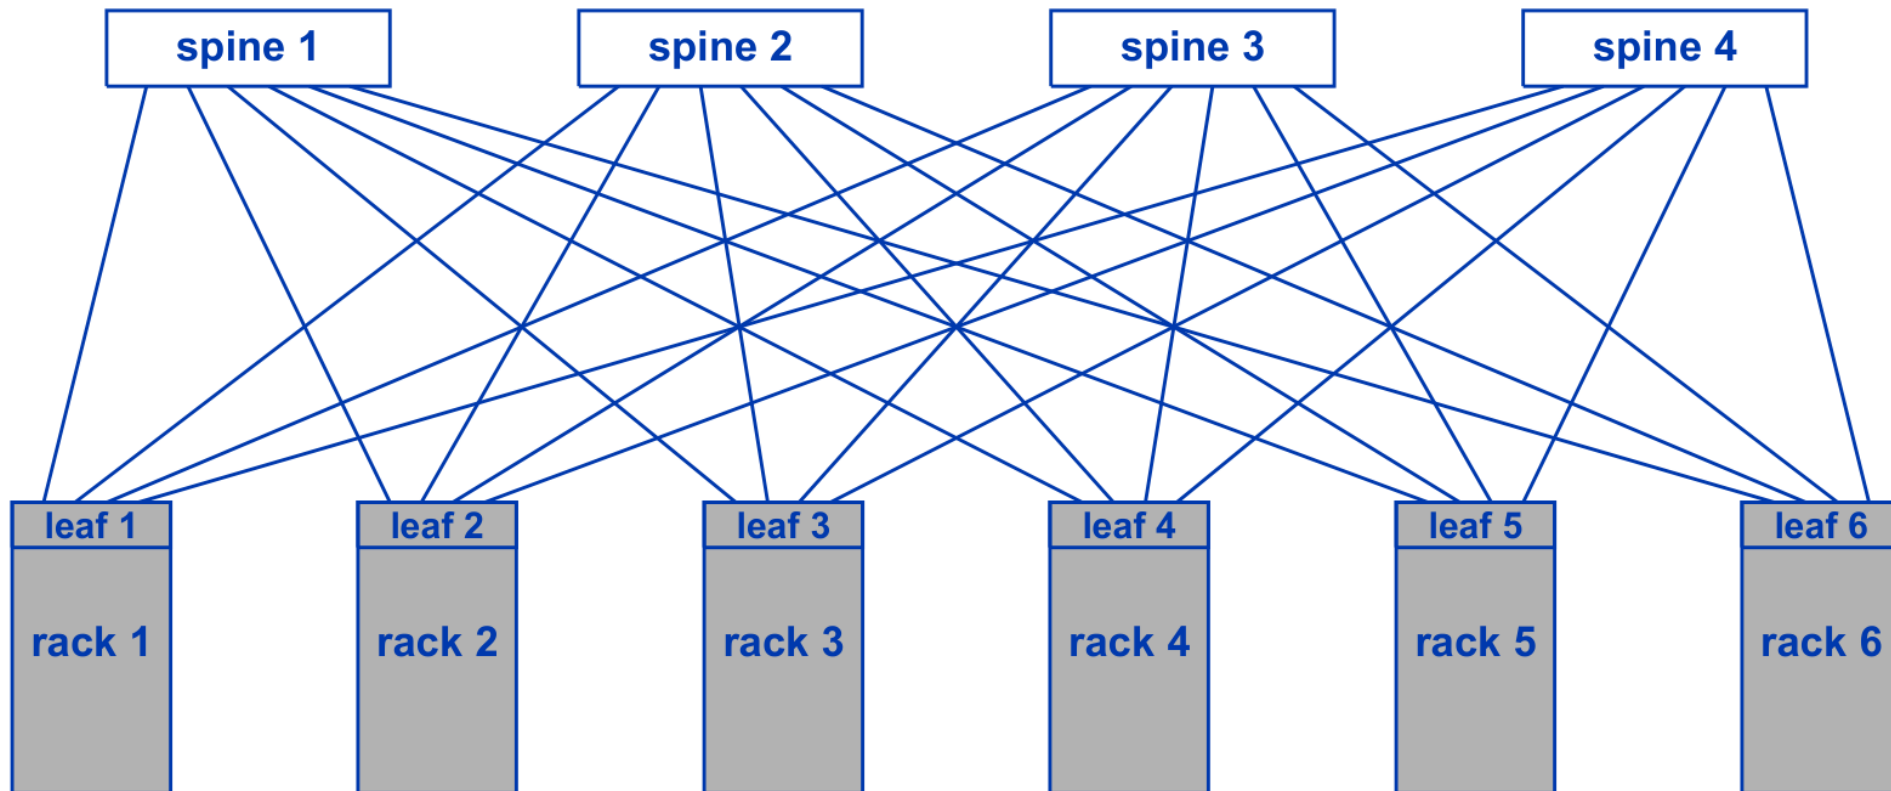 spine 1
spine 2
spine 3
spine 4
leaf 1
leaf 2
leaf 3
leaf 4
leaf 5
leaf 6
rack 1
rack 2
rack 3
rack 4
rack 5
rack 6